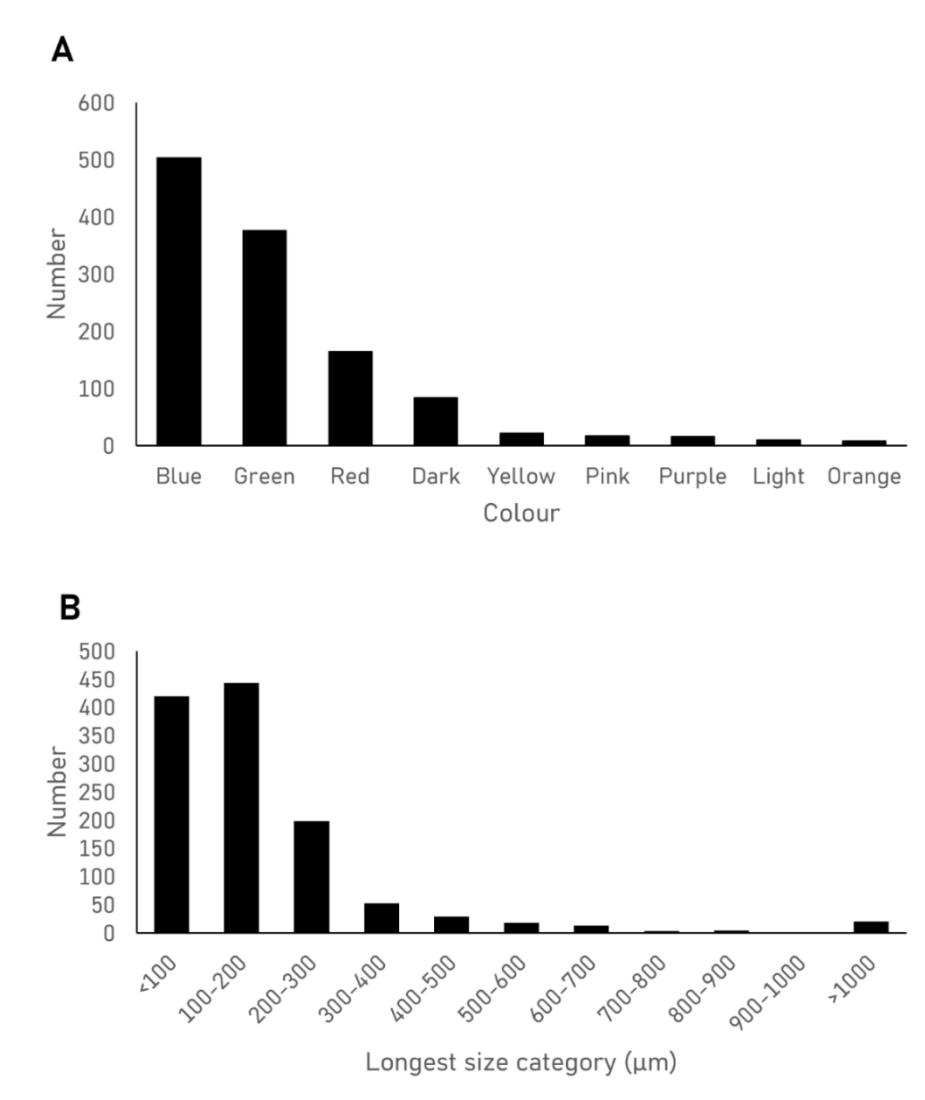 A
600
500
400
300
200
100
0
Number
Blue Green Red Dark Yellow Pink Purple Light Orange
Colour
B
500
450
400
350
300
250
200
150
100
50
0
Number
<100 100-200 200-300 300-400 400-500 500-600 600-700 700-800 800-900 900-1000 >1000
Longest size category (µm)